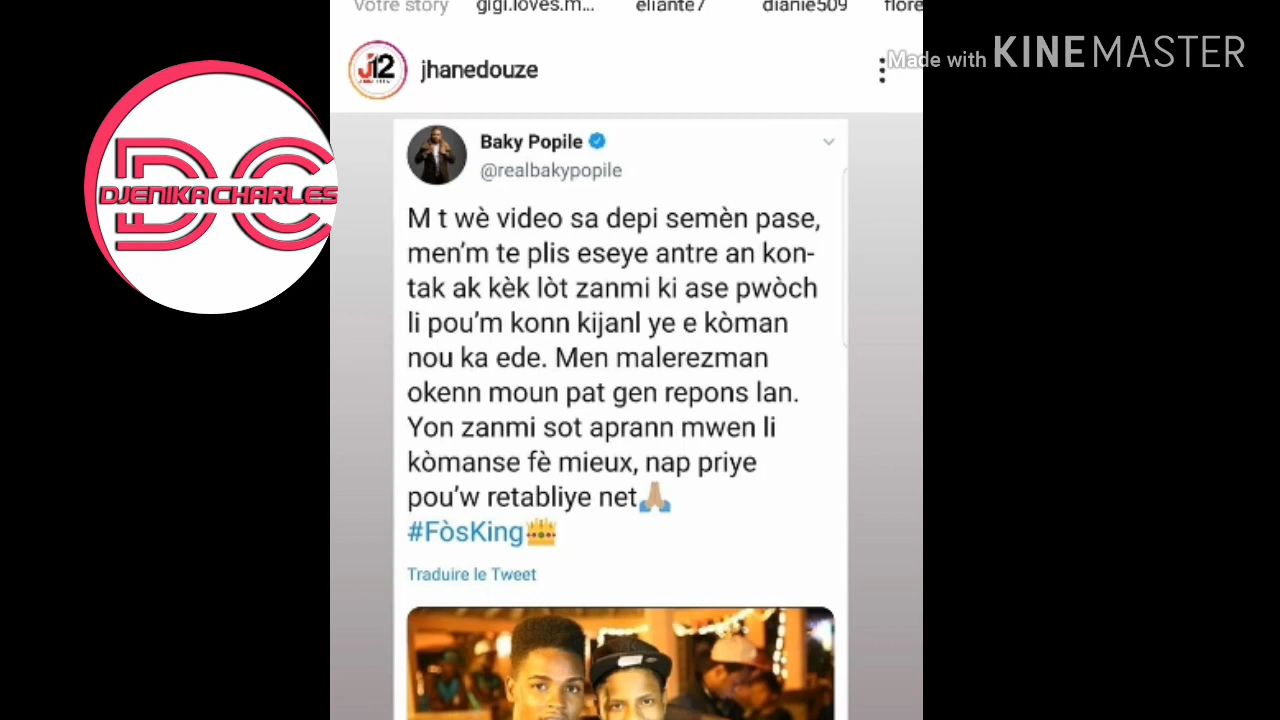 Votre story gigi.loves.m... eliante7 dianie509 flore
Made with KINEMASTER
J12
jhanedouze
DC
DJENIKA CHARLES
Baky Popile
@realbakypopile
M t wè video sa depi semèn pase,
men’m te plis eseye antre an kon-
tak ak kèk lòt zanmi ki ase pwòch
li pou’m konn kijanl ye e kòman
nou ka ede. Men malerezman
okenn moun pat gen repons lan.
Yon zanmi sot aprann mwen li
kòmanse fè mieux, nap priye
pou’w retabliye net🙏🏽
#FòsKing👑
Traduire le Tweet